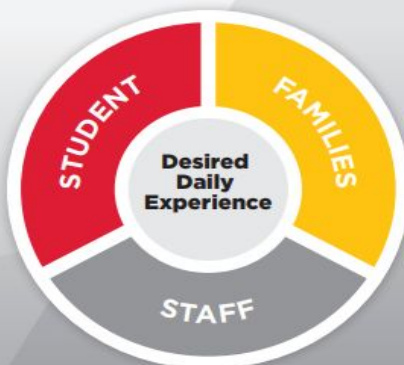 STUDENT
FAMILIES
Desired
Daily
Experience
STAFF